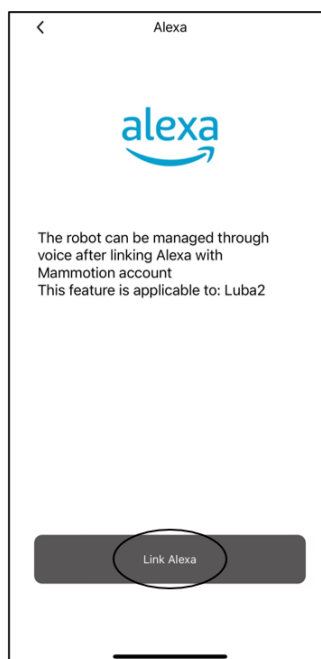 Alexa
alexa
The robot can be managed through
voice after linking Alexa with
Mammotion account
This feature is applicable to: Luba2
Link Alexa